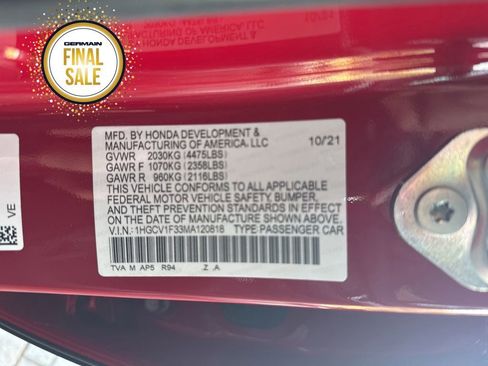 GERMAIN
FINAL
SALE
10/21
MFD. BY HONDA DEVELOPMENT &
MANUFACTURING OF AMERICA, LLC
GVWR 2030KG (4475LBS)
GAWR F 1070KG (2358LBS)
GAWR R 960KG (2116LBS)
THIS VEHICLE CONFORMS TO ALL APPLICABLE
FEDERAL MOTOR VEHICLE SAFETY, BUMPER,
AND THEFT PREVENTION STANDARDS IN EFFECT
ON THE DATE OF MANUFACTURE SHOWN ABOVE.
V.I.N.: 1HGCV1F33MA120818 TYPE:PASSENGER CAR
TVA M AP5 R94 .Z .A
VE